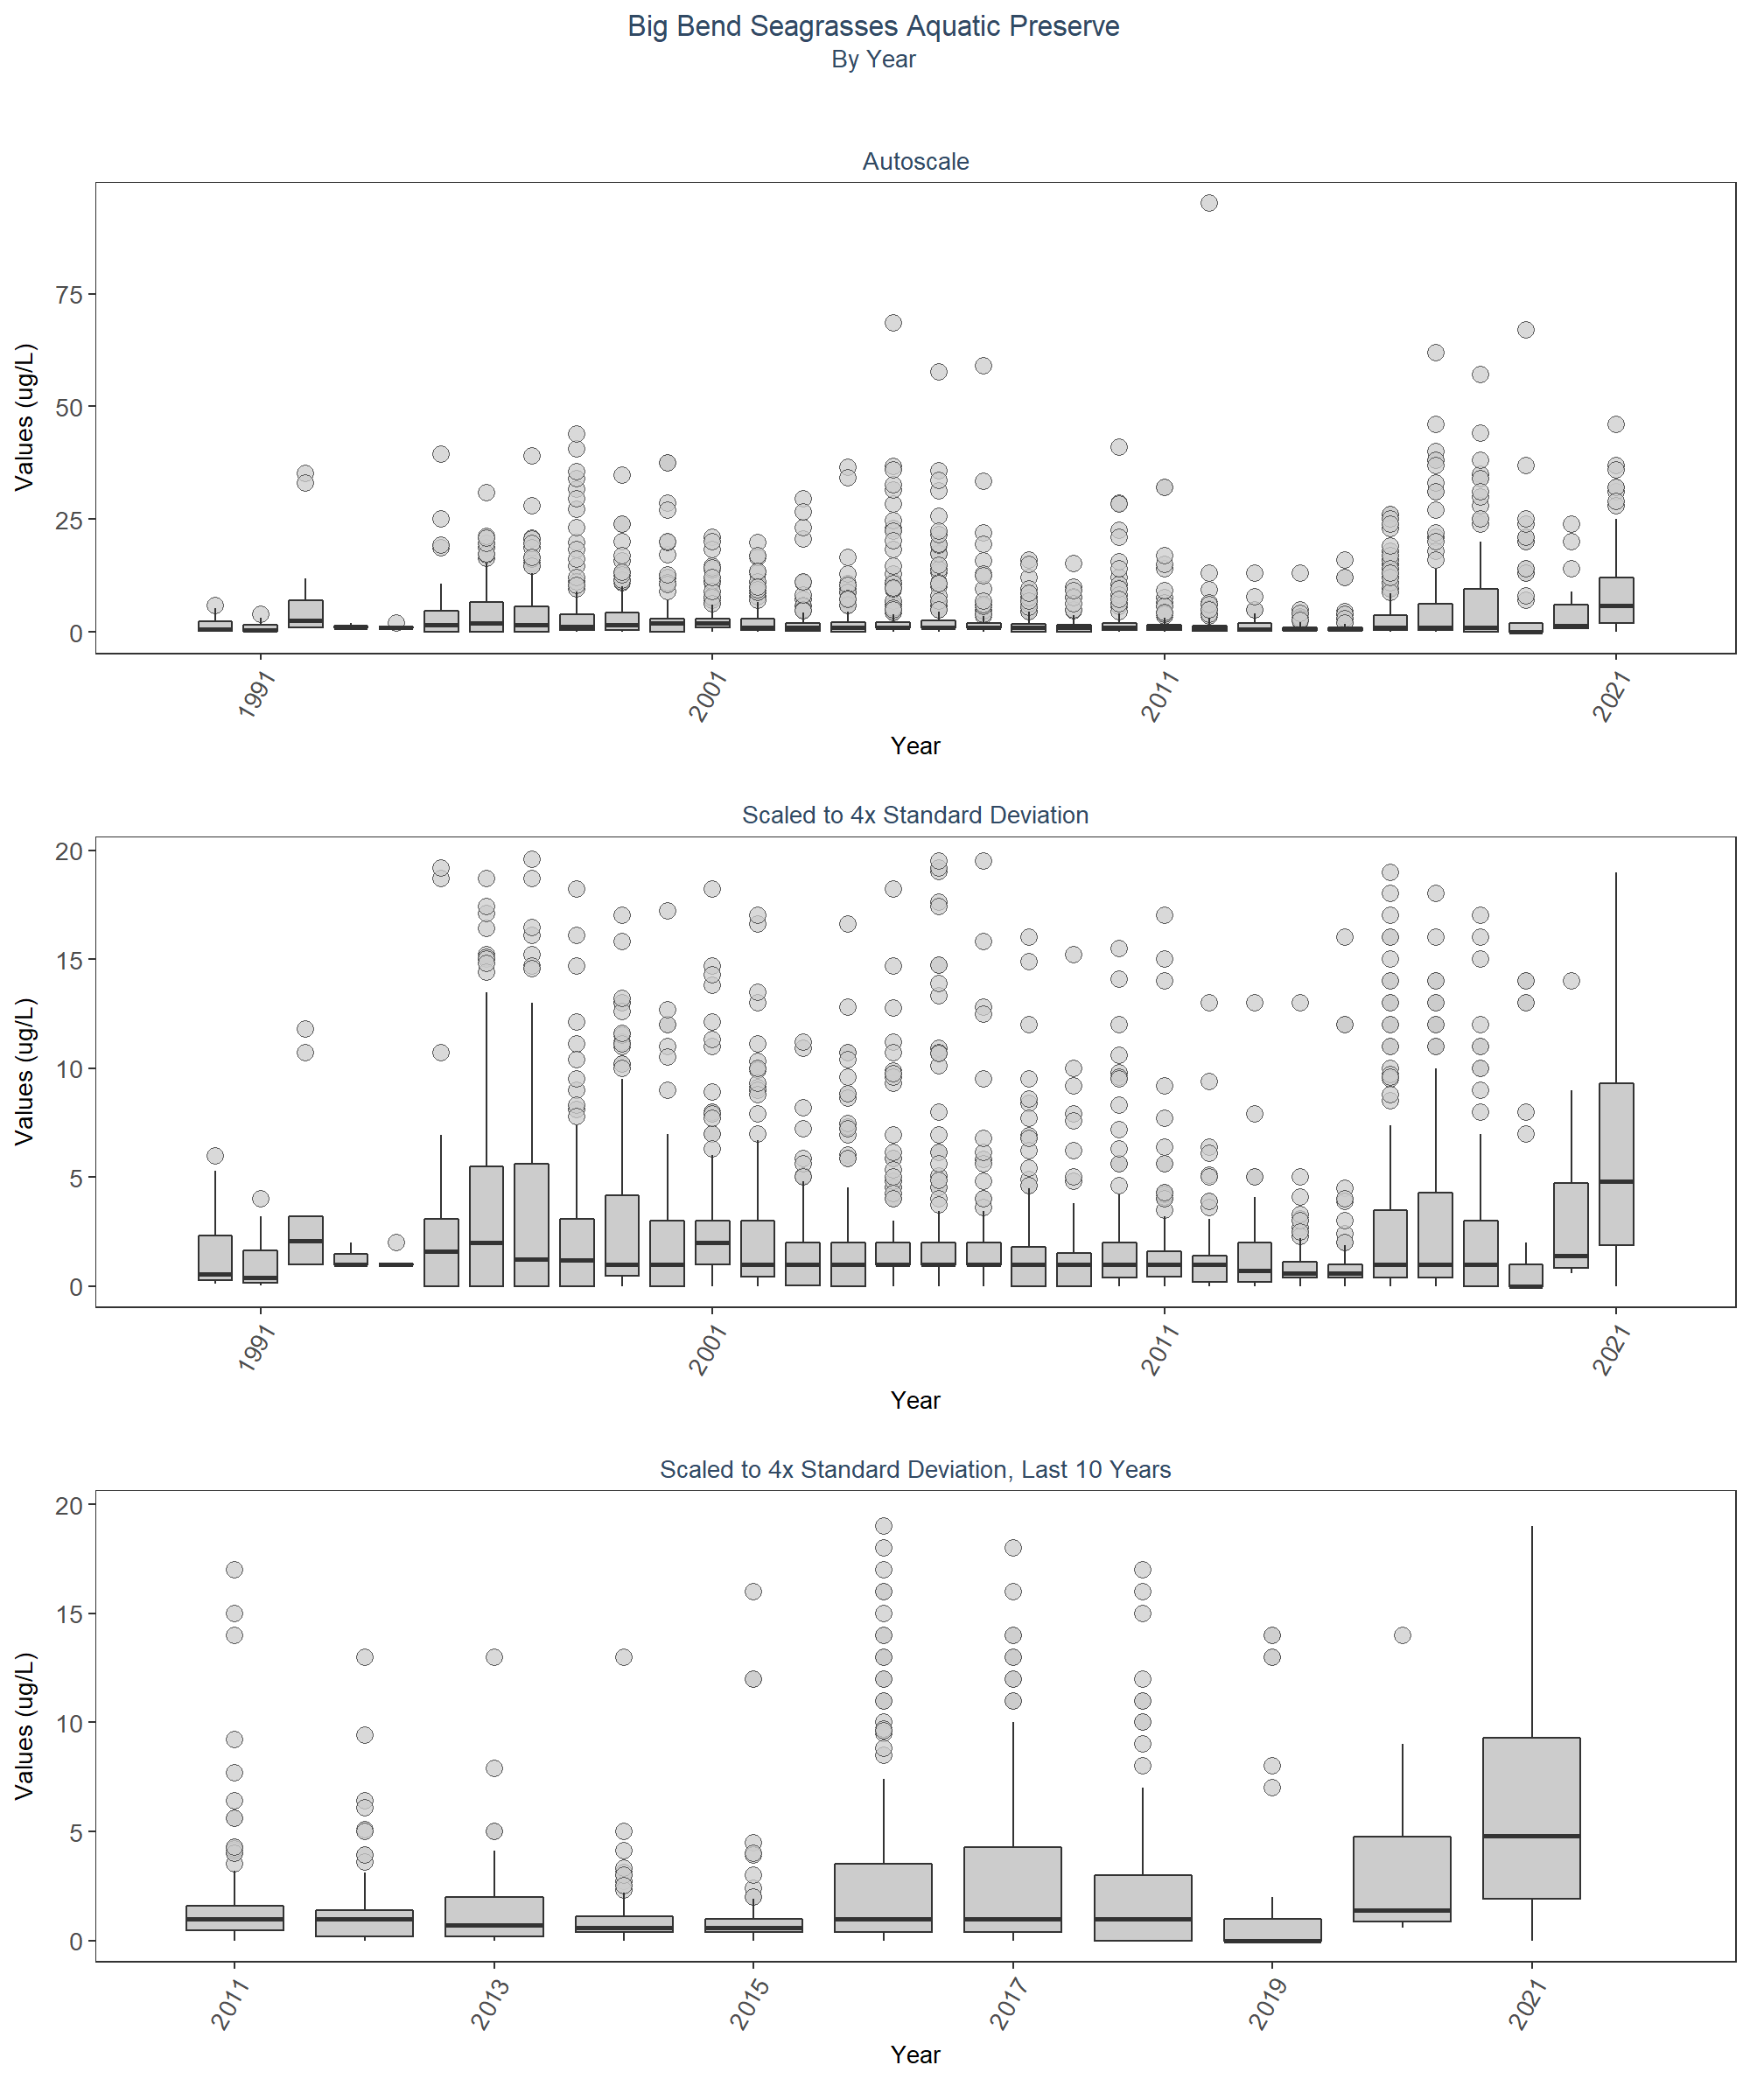 Big Bend Seagrasses Aquatic Preserve
By Year
Autoscale
Values (ug/L)
75
50
25
0
1991
2001
2011
2021
Year
Scaled to 4x Standard Deviation
Values (ug/L)
20
15
10
5
0
1991
2001
2011
2021
Year
Scaled to 4x Standard Deviation, Last 10 Years
Values (ug/L)
20
15
10
5
0
2011
2013
2015
2017
2019
2021
Year